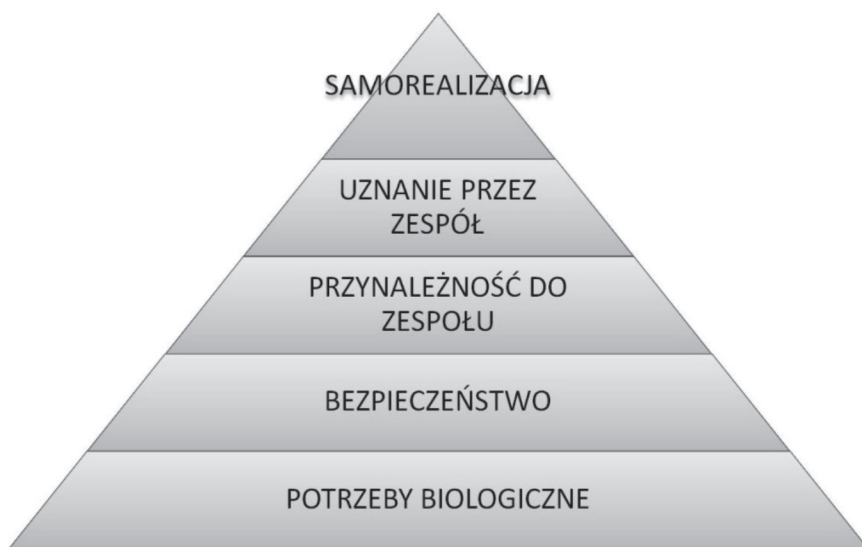 SAMOREALIZACJA
UZNANIE PRZEZ
ZESPÓŁ
PRZYNALEŻNOŚĆ DO
ZESPOŁU
BEZPIECZEŃSTWO
POTRZEBY BIOLOGICZNE